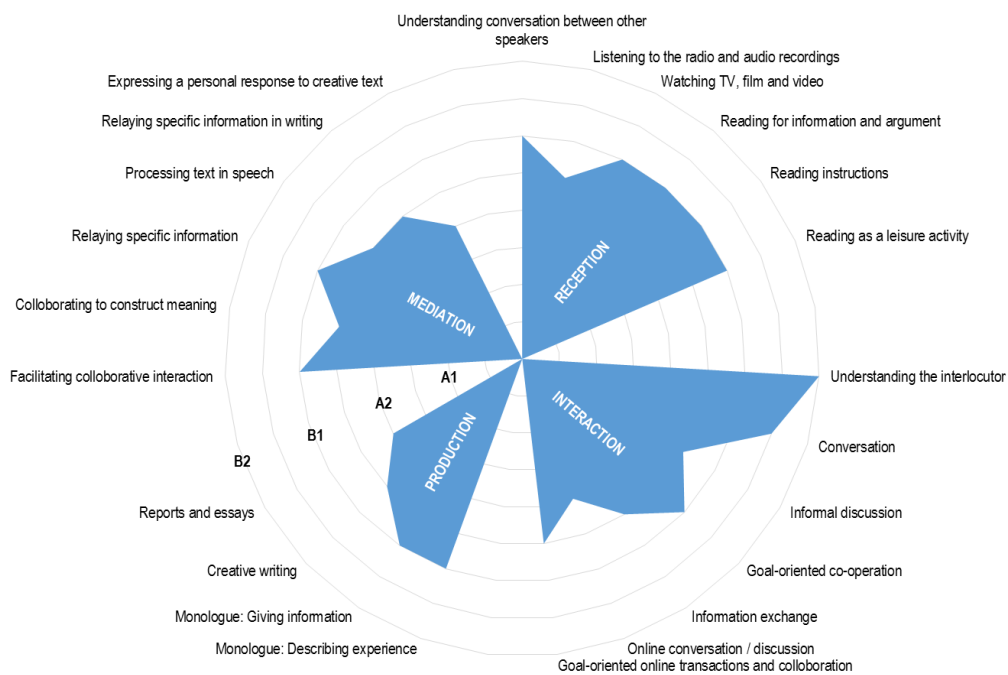 Understanding conversation between other
speakers
Listening to the radio and audio recordings
Watching TV, film and video
Reading for information and argument
Reading instructions
Reading as a leisure activity
Understanding the interlocutor
Conversation
Informal discussion
Goal-oriented co-operation
Information exchange
Online conversation / discussion
Goal-oriented online transactions and colloboration
Monologue: Describing experience
Monologue: Giving information
Creative writing
Reports and essays
Facilitating colloborative interaction
Colloborating to construct meaning
Relaying specific information
Processing text in speech
Relaying specific information in writing
Expressing a personal response to creative text
RECEPTION
INTERACTION
PRODUCTION
MEDIATION
A1
A2
B1
B2